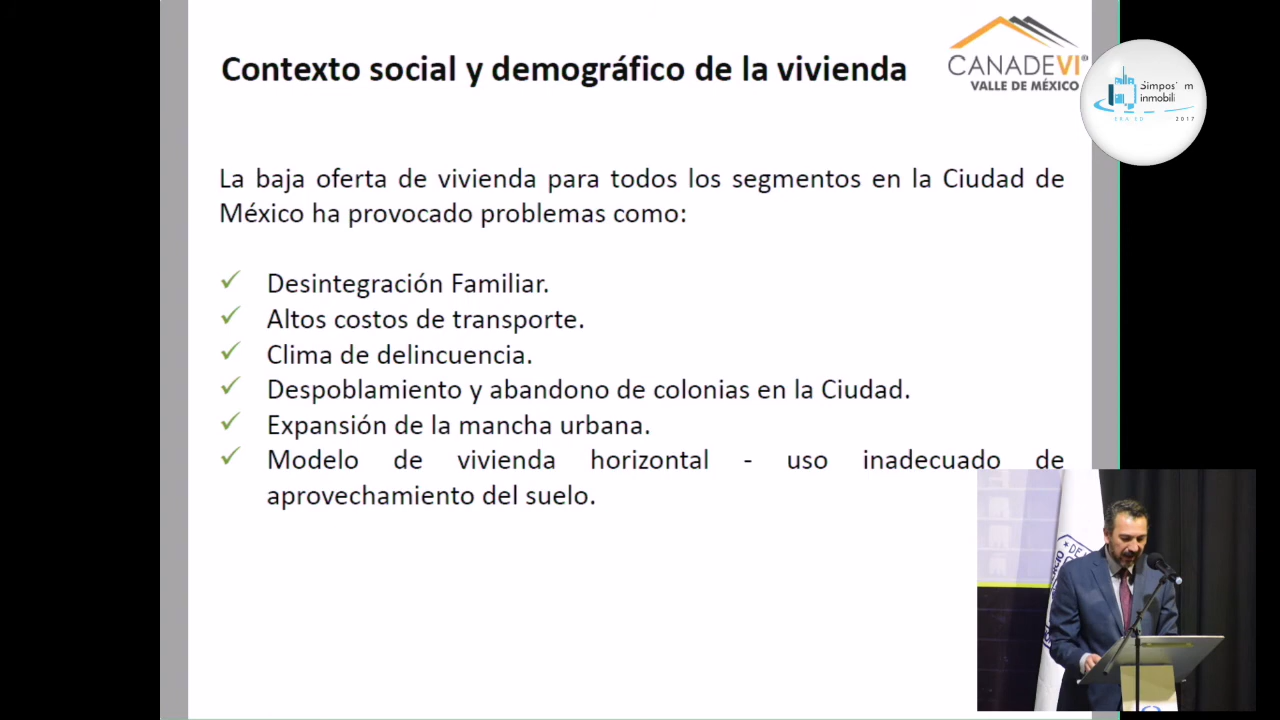 Contexto social y demográfico de la vivienda
CANADEVI®
VALLE DE MÉXICO
2017
La baja oferta de vivienda para todos los segmentos en la Ciudad de
México ha provocado problemas como:
✓ Desintegración Familiar.
✓ Altos costos de transporte.
✓ Clima de delincuencia.
✓ Despoblamiento y abandono de colonias en la Ciudad.
✓ Expansión de la mancha urbana.
✓ Modelo de vivienda horizontal - uso inadecuado de
aprovechamiento del suelo.